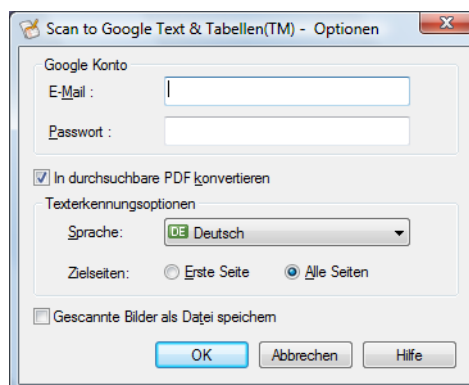 Scan to Google Text & Tabellen(TM) - Optionen
Google Konto
E-Mail :
Passwort :
In durchsuchbare PDF konvertieren
Texterkennungsoptionen
Sprache: DE Deutsch
Zielseiten: Erste Seite Alle Seiten
Gescannte Bilder als Datei speichern
OK Abbrechen Hilfe